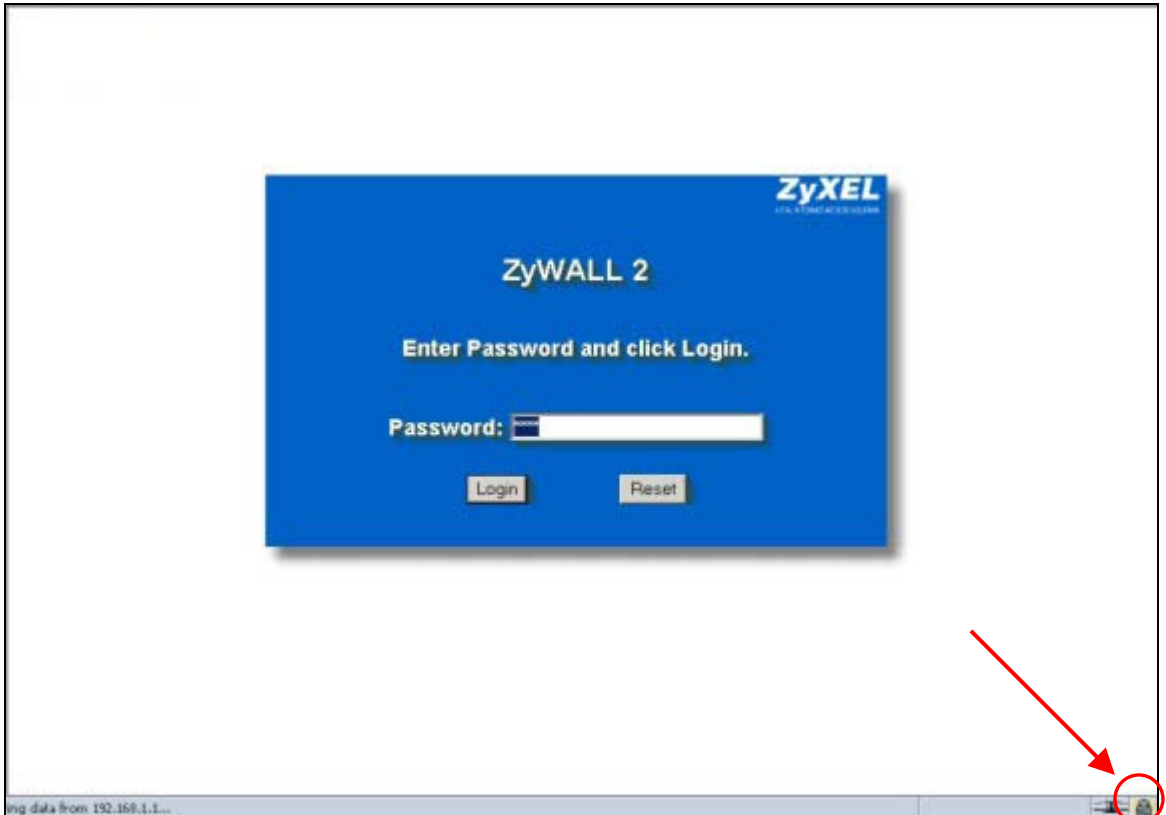 ZyXEL
ZyWALL 2
Enter Password and click Login.
Password:
Login Reset
ing data from 192.168.1.1...